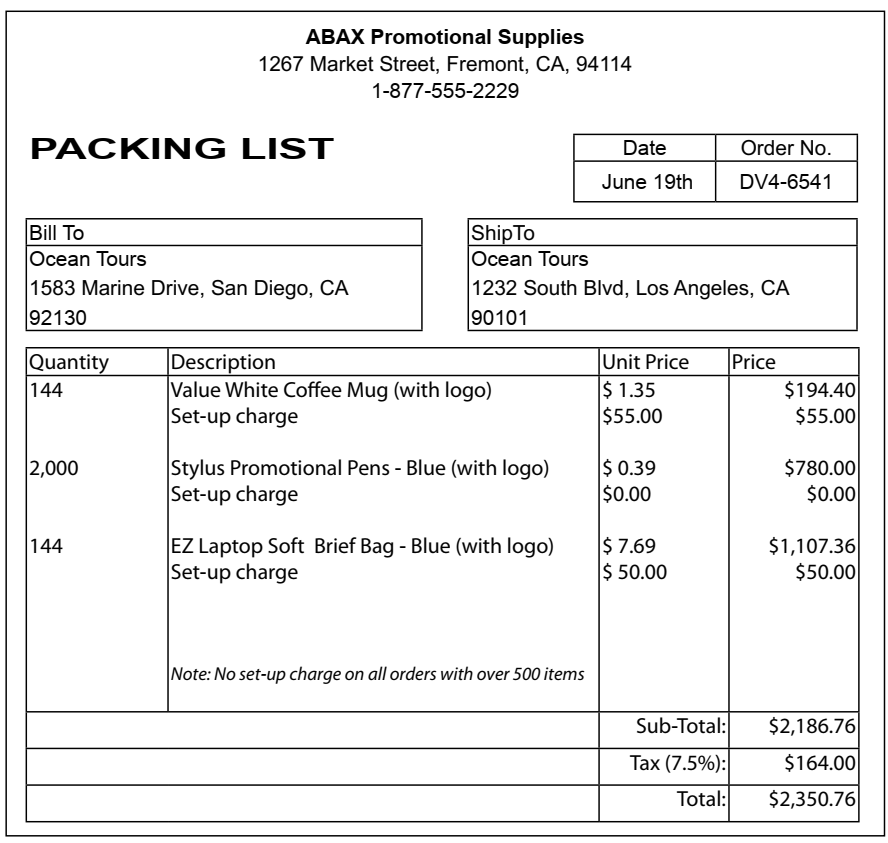 ABAX Promotional Supplies
1267 Market Street, Fremont, CA, 94114
1-877-555-2229
PACKING LIST
Date Order No.
June 19th DV4-6541
Bill To
Ocean Tours
1583 Marine Drive, San Diego, CA
92130
ShipTo
Ocean Tours
1232 South Blvd, Los Angeles, CA
90101
Quantity Description Unit Price Price
144 Value White Coffee Mug (with logo) $ 1.35 $194.40
Set-up charge $55.00 $55.00
2,000 Stylus Promotional Pens - Blue (with logo) $ 0.39 $780.00
Set-up charge $0.00 $0.00
144 EZ Laptop Soft  Brief Bag - Blue (with logo) $ 7.69 $1,107.36
Set-up charge $ 50.00 $50.00
Note: No set-up charge on all orders with over 500 items
Sub-Total: $2,186.76
Tax (7.5%): $164.00
Total: $2,350.76